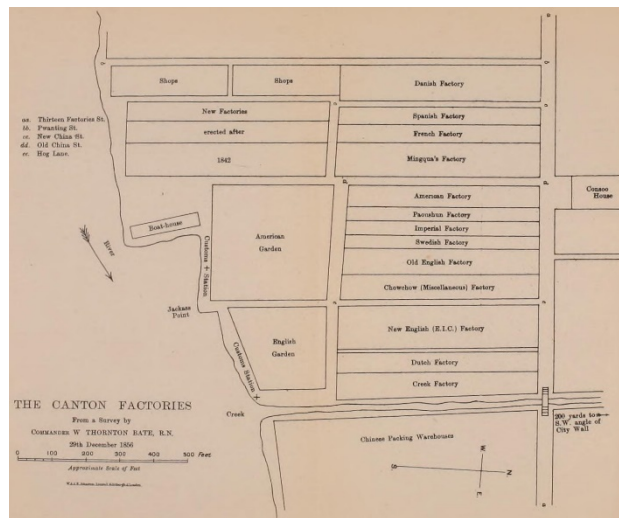 Shops
Shops
Danish Factory
aa. Thirteen Factories St.
bb. Pwanting St.
cc. New China St.
dd. Old China St.
ee. Hog Lane.
New Factories
erected after
1842
Spanish Factory
French Factory
Mingqua's Factory
American Factory
Paoushun Factory
Imperial Factory
Swedish Factory
Old English Factory
Chowchow (Miscellaneous) Factory
Consoo
House
Boat-house
River
American
Garden
Customs Station
Jackass
Point
English
Garden
Customs Station
New English (E.I.C.) Factory
Dutch Factory
Creek Factory
Creek
200 yards to
S.W. angle of
City Wall
Chinese Packing Warehouses
THE CANTON FACTORIES
From a Survey by
COMMANDER W. THORNTON BATE, R.N.
29th December 1856
100 0 100 200 300 400 500 Feet
Approximate Scale of Feet
W
S
N
E